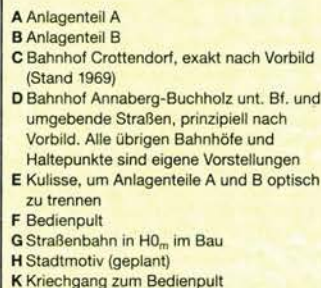 A Anlagenteil A
B Anlagenteil B
C Bahnhof Crottendorf, exakt nach Vorbild
(Stand 1969)
D Bahnhof Annaberg-Buchholz unt. Bf. und
umgebende Straßen, prinzipiell nach
Vorbild. Alle übrigen Bahnhöfe und
Haltepunkte sind eigene Vorstellungen
E Kulisse, um Anlagenteile A und B optisch
zu trennen
F Bedienpult
G Straßenbahn in H0m im Bau
H Stadtmotiv (geplant)
K Kriechgang zum Bedienpult